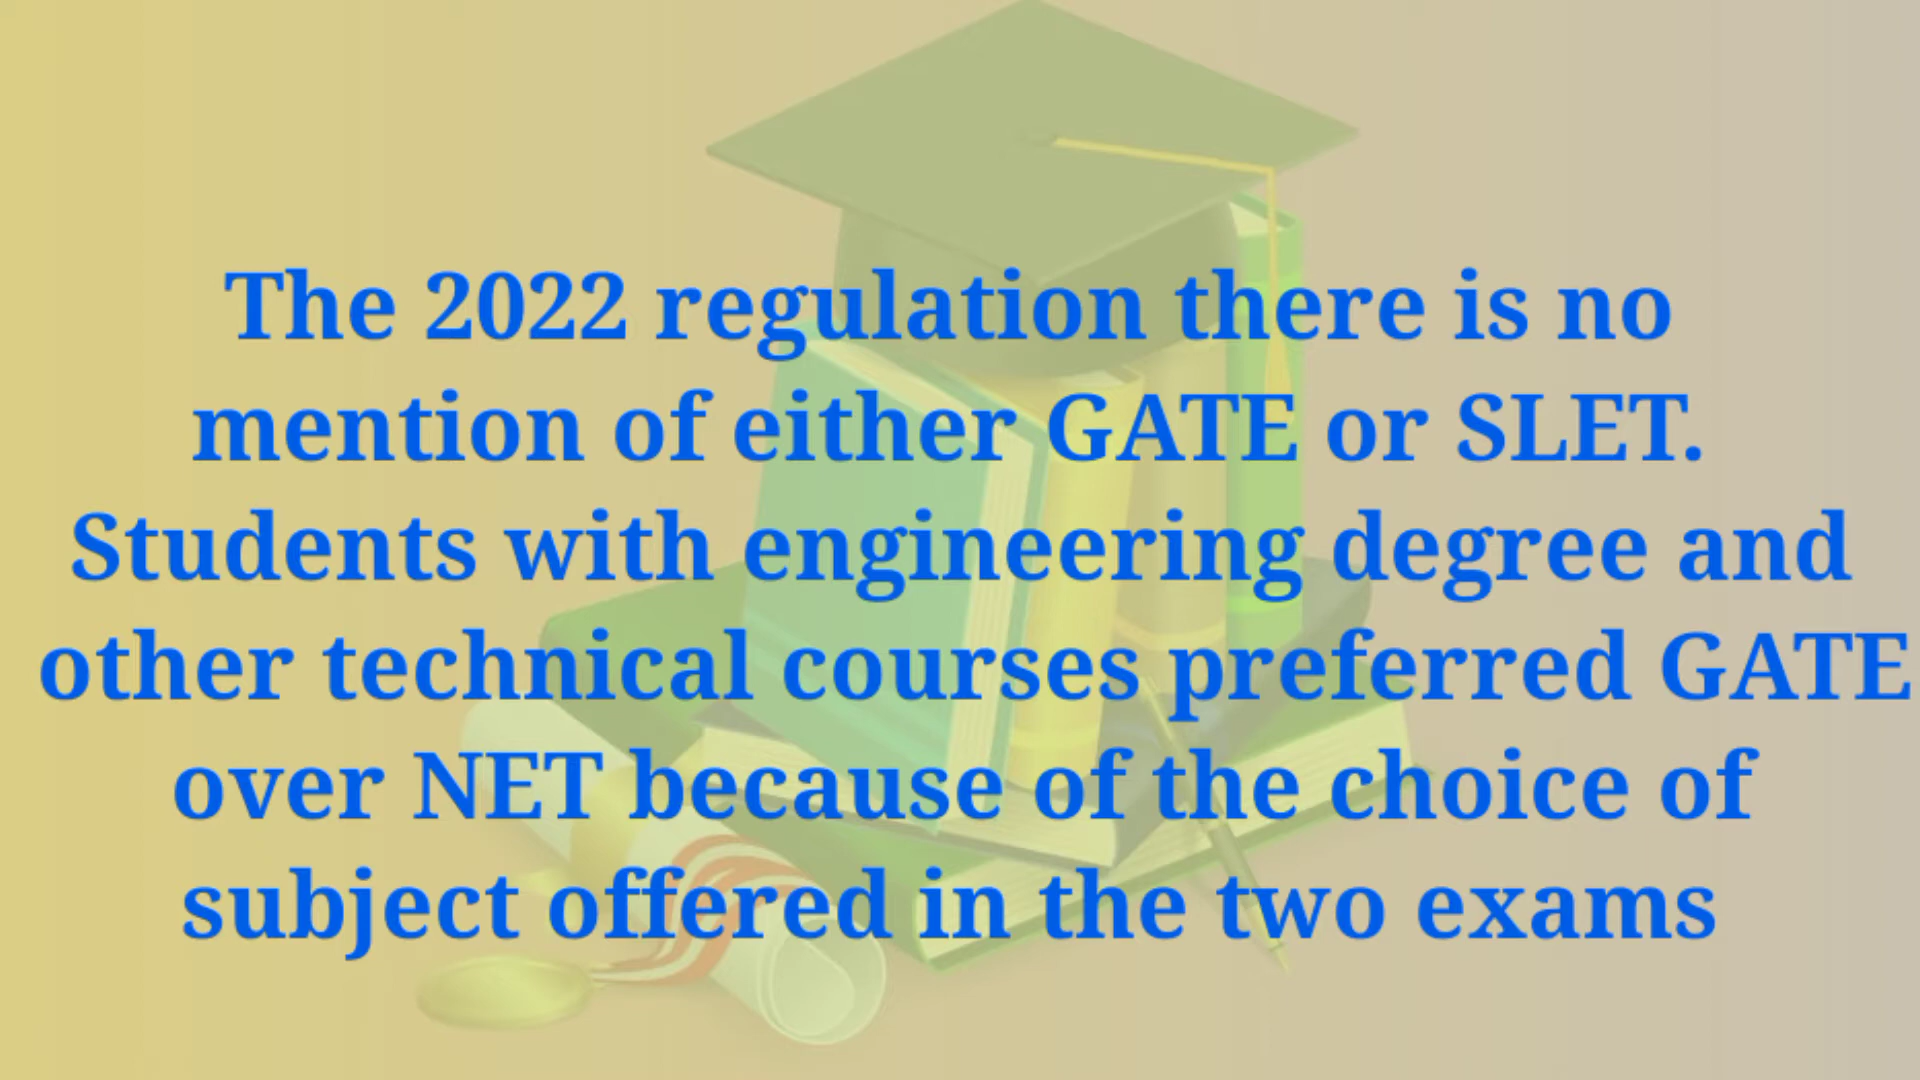 The 2022 regulation there is no
mention of either GATE or SLET.
Students with engineering degree and
other technical courses preferred GATE
over NET because of the choice of
subject offered in the two exams